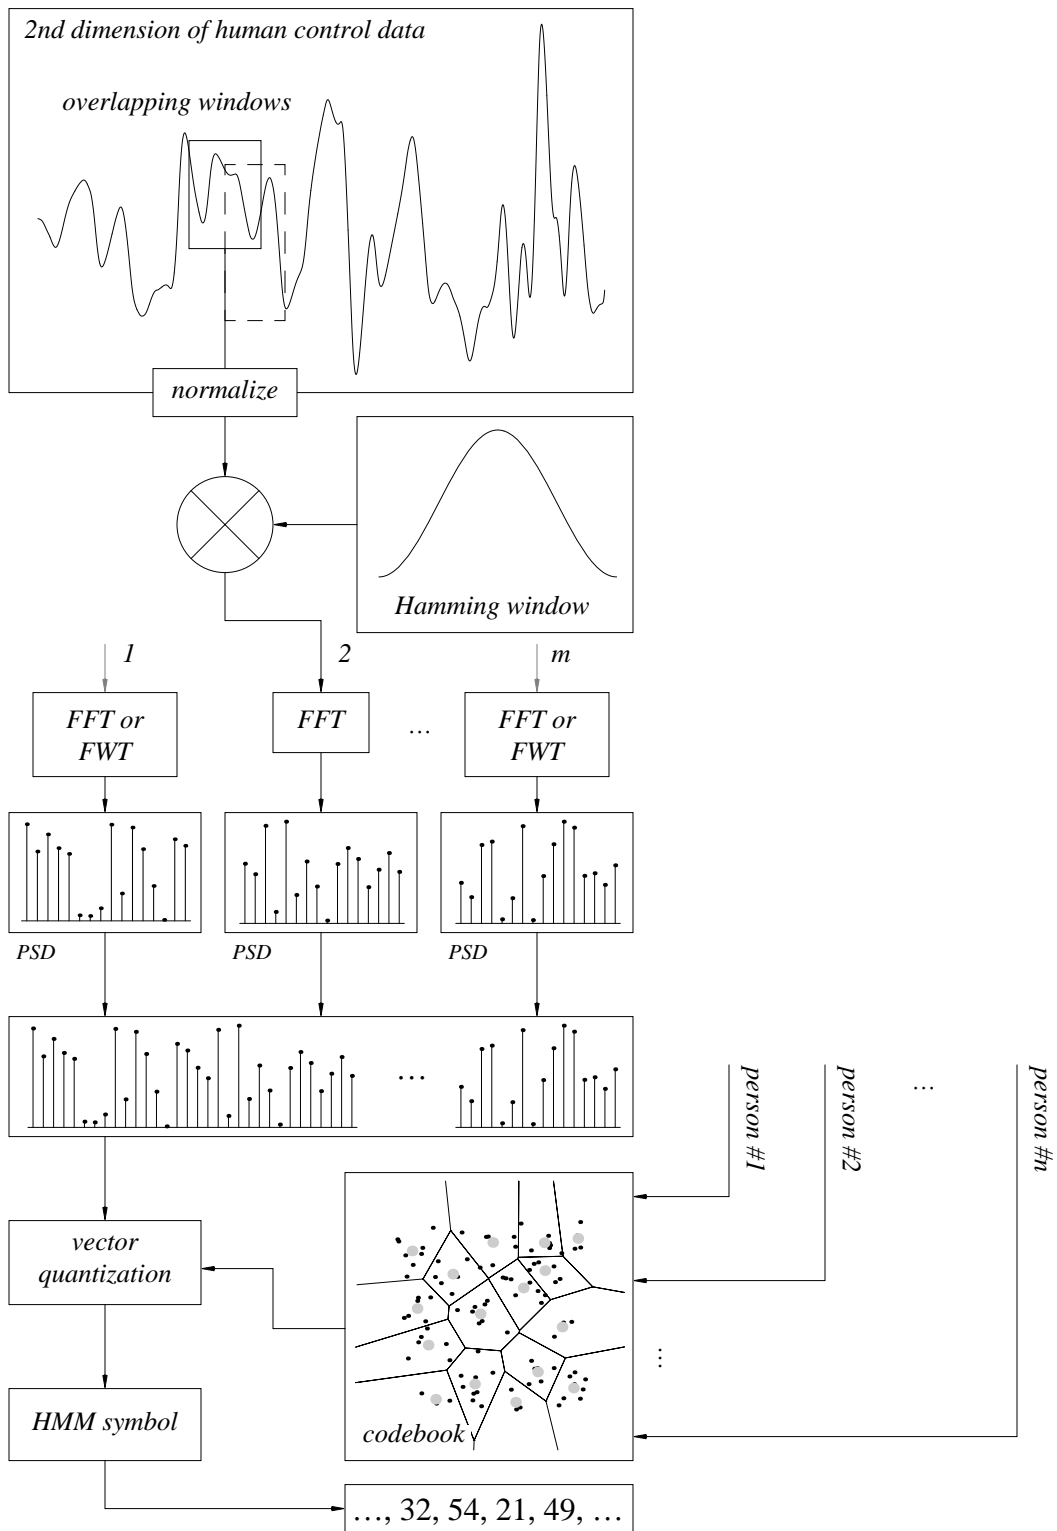 2nd dimension of human control data
overlapping windows
normalize
Hamming window
1
2
m
FFT or
FWT
FFT
...
FFT or
FWT
PSD
PSD
PSD
...
person #1
person #2
...
person #n
vector
quantization
...
codebook
HMM symbol
..., 32, 54, 21, 49, ...